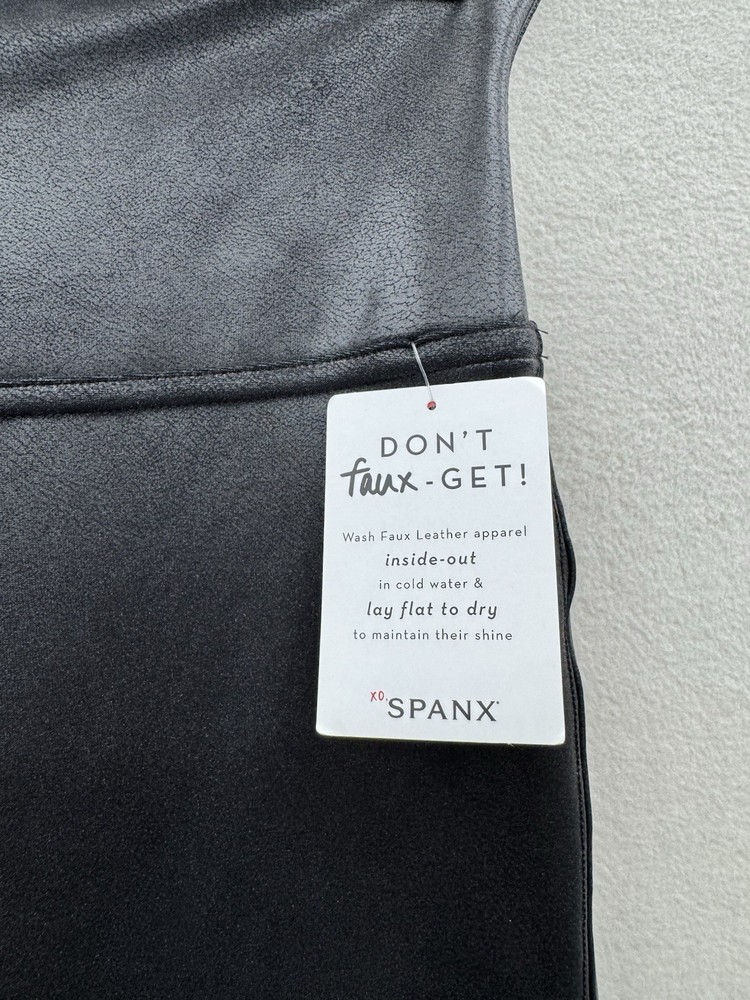 DON'T
faux-GET!
Wash Faux Leather apparel
inside-out
in cold water &
lay flat to dry
to maintain their shine
XO,
SPANX®